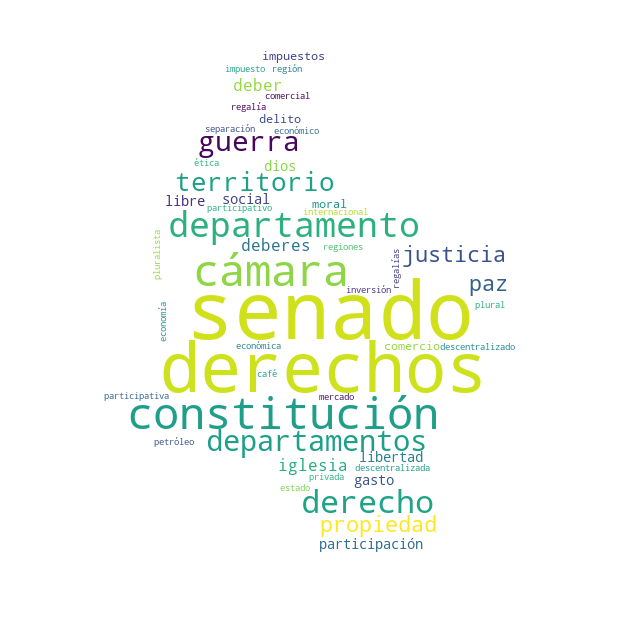 impuestos
impuesto región
deber
comercial
regalía
delito
separación económico
guerra
ética dios
territorio
libre social
moral
participativo internacional
departamento
deberes regiones
pluralista regalías justicia
cámara
paz
inversión
senado
plural
economía
económica comercio descentralizado
derechos
café
participativa mercado
constitución
petróleo departamentos
libertad
iglesia descentralizada
privada gasto
estado
derecho
propiedad
participación